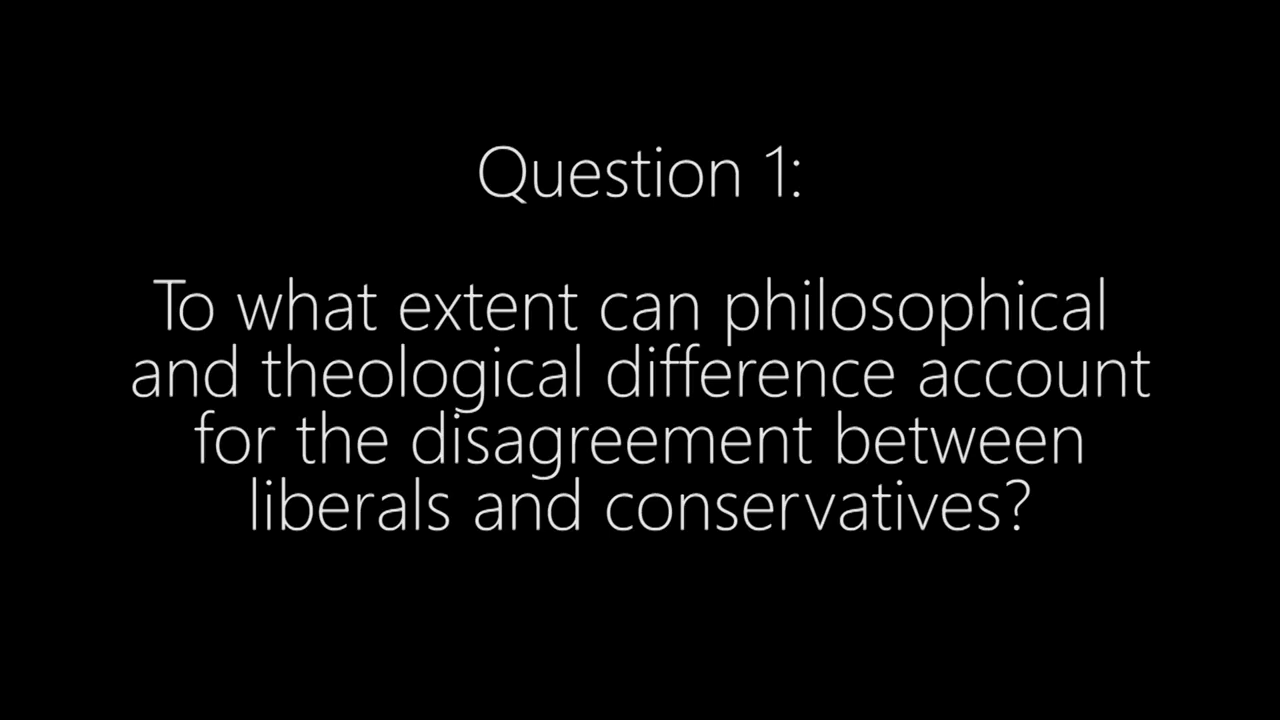 Question 1:
To what extent can philosophical
and theological difference account
for the disagreement between
liberals and conservatives?